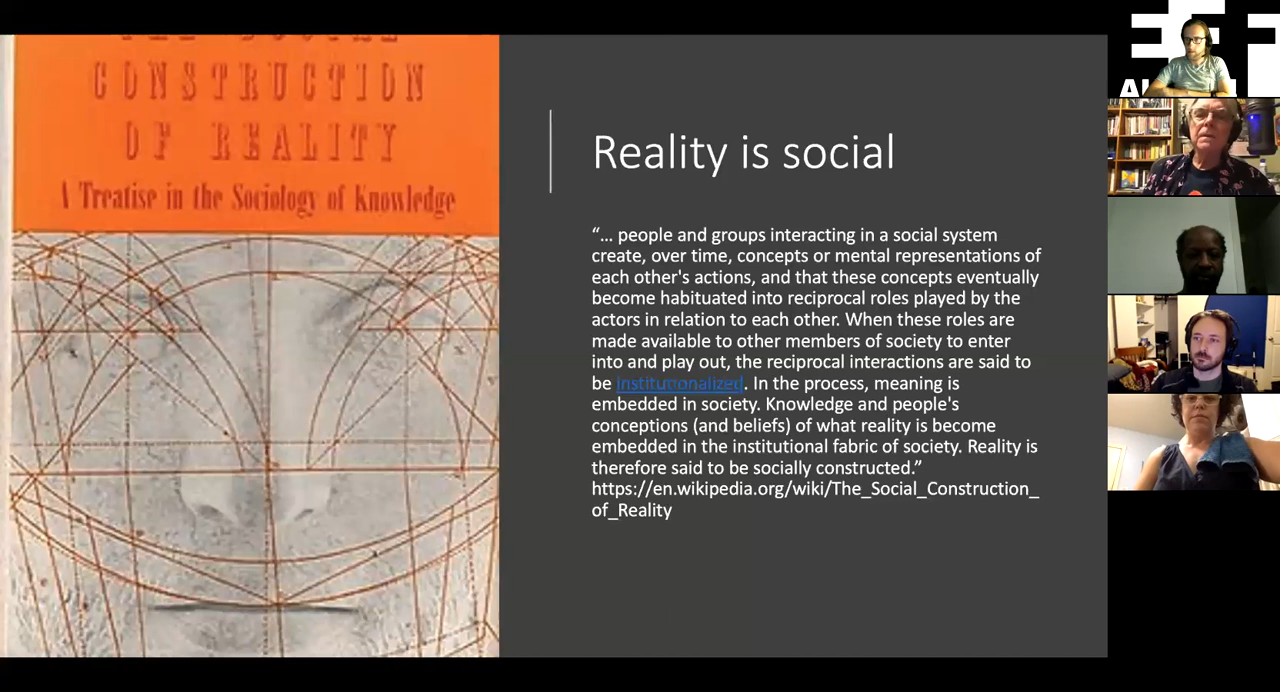 CONSTRUCTION
OF REALITY
A Treatise in the Sociology of Knowledge
Reality is social
“… people and groups interacting in a social system
create, over time, concepts or mental representations of
each other's actions, and that these concepts eventually
become habituated into reciprocal roles played by the
actors in relation to each other. When these roles are
made available to other members of society to enter
into and play out, the reciprocal interactions are said to
be institutionalized. In the process, meaning is
embedded in society. Knowledge and people's
conceptions (and beliefs) of what reality is become
embedded in the institutional fabric of society. Reality is
therefore said to be socially constructed.”
https://en.wikipedia.org/wiki/The_Social_Construction_
of_Reality